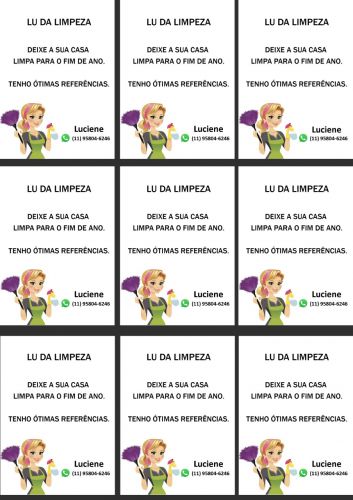 LU DA LIMPEZA
DEIXE A SUA CASA
LIMPA PARA O FIM DE ANO.
TENHO ÓTIMAS REFERÊNCIAS.
Luciene
(11) 95804-6246
LU DA LIMPEZA
DEIXE A SUA CASA
LIMPA PARA O FIM DE ANO.
TENHO ÓTIMAS REFERÊNCIAS.
Luciene
(11) 95804-6246
LU DA LIMPEZA
DEIXE A SUA CASA
LIMPA PARA O FIM DE ANO.
TENHO ÓTIMAS REFERÊNCIAS.
Luciene
(11) 95804-6246
LU DA LIMPEZA
DEIXE A SUA CASA
LIMPA PARA O FIM DE ANO.
TENHO ÓTIMAS REFERÊNCIAS.
Luciene
(11) 95804-6246
LU DA LIMPEZA
DEIXE A SUA CASA
LIMPA PARA O FIM DE ANO.
TENHO ÓTIMAS REFERÊNCIAS.
Luciene
(11) 95804-6246
LU DA LIMPEZA
DEIXE A SUA CASA
LIMPA PARA O FIM DE ANO.
TENHO ÓTIMAS REFERÊNCIAS.
Luciene
(11) 95804-6246
LU DA LIMPEZA
DEIXE A SUA CASA
LIMPA PARA O FIM DE ANO.
TENHO ÓTIMAS REFERÊNCIAS.
Luciene
(11) 95804-6246
LU DA LIMPEZA
DEIXE A SUA CASA
LIMPA PARA O FIM DE ANO.
TENHO ÓTIMAS REFERÊNCIAS.
Luciene
(11) 95804-6246
LU DA LIMPEZA
DEIXE A SUA CASA
LIMPA PARA O FIM DE ANO.
TENHO ÓTIMAS REFERÊNCIAS.
Luciene
(11) 95804-6246